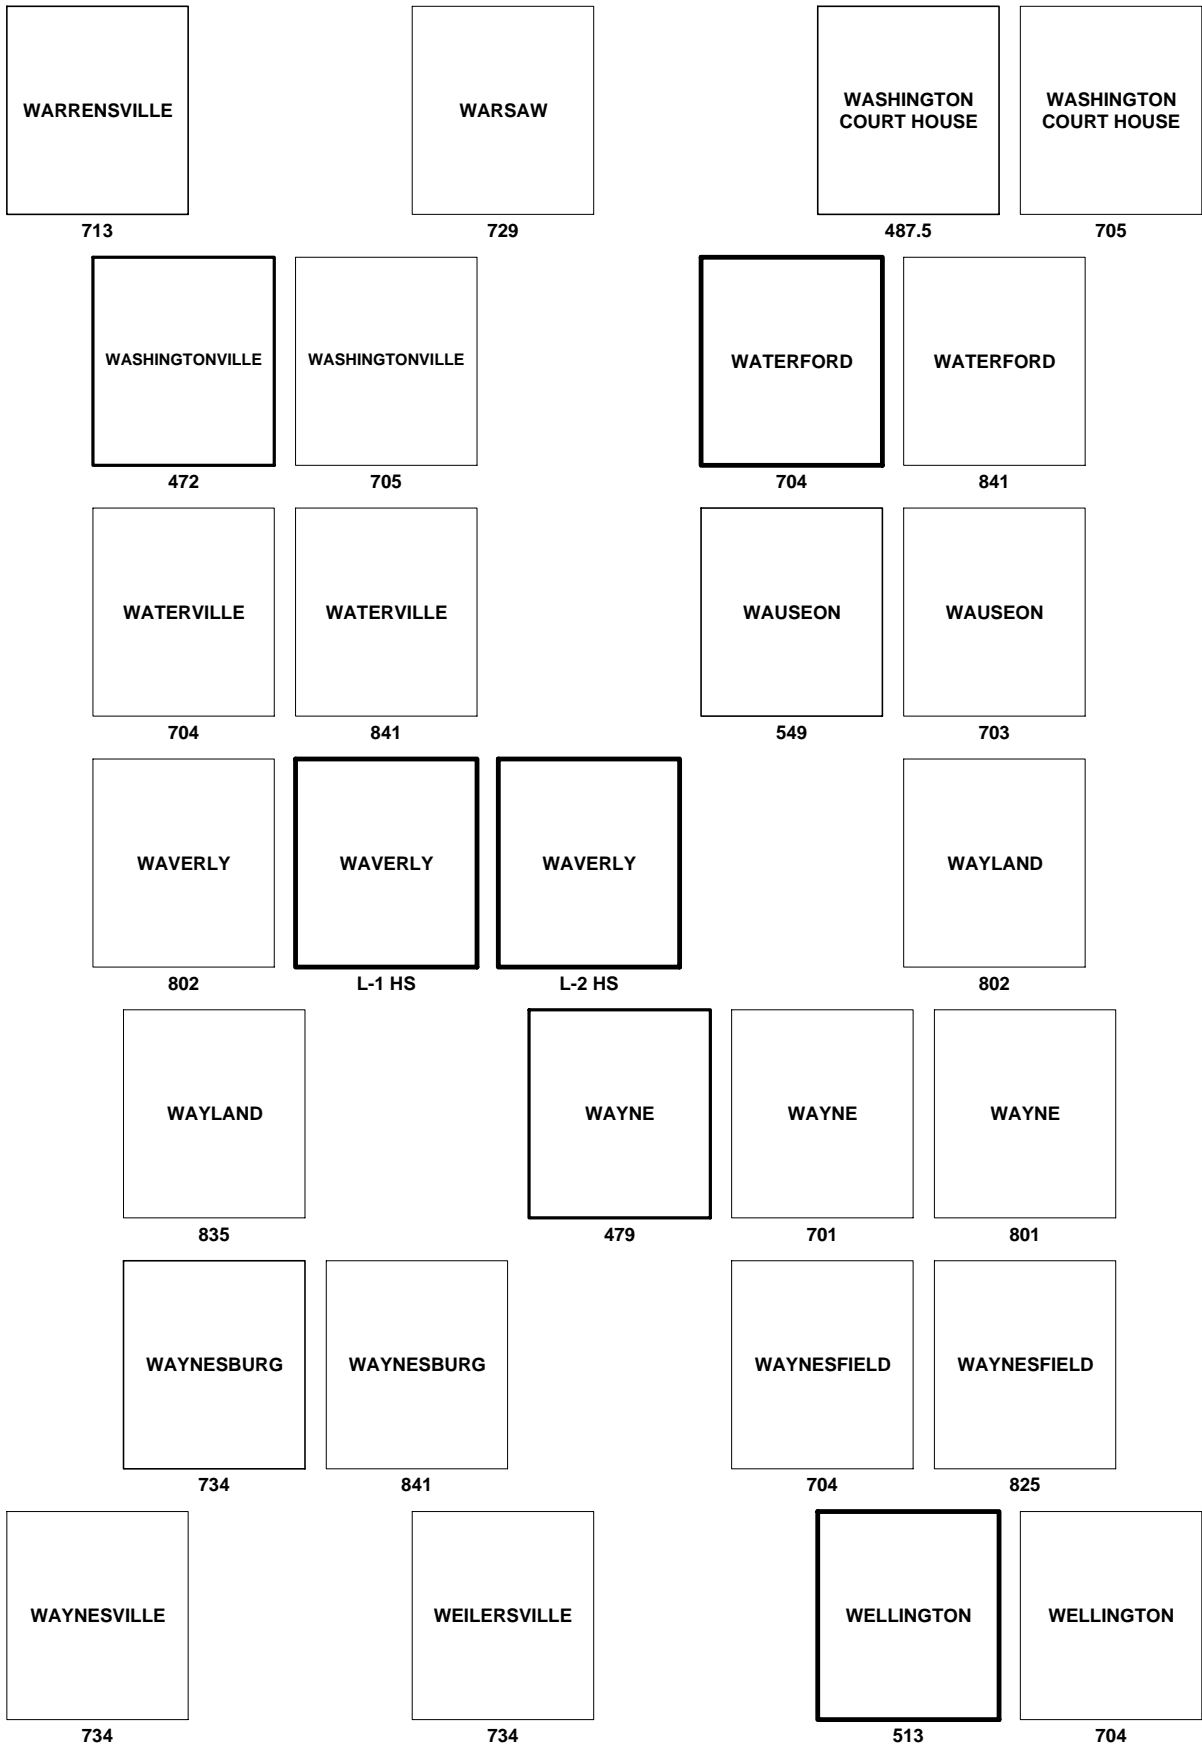 WARRENSVILLE
713
WARSAW
729
WASHINGTON
COURT HOUSE
487.5
WASHINGTON
COURT HOUSE
705
WASHINGTONVILLE
472
WASHINGTONVILLE
705
WATERFORD
704
WATERFORD
841
WATERVILLE
704
WATERVILLE
841
WAUSEON
549
WAUSEON
703
WAVERLY
802
WAVERLY
L-1 HS
WAVERLY
L-2 HS
WAYLAND
802
WAYLAND
835
WAYNE
479
WAYNE
701
WAYNE
801
WAYNESBURG
734
WAYNESBURG
841
WAYNESFIELD
704
WAYNESFIELD
825
WAYNESVILLE
734
WEILERSVILLE
734
WELLINGTON
513
WELLINGTON
704